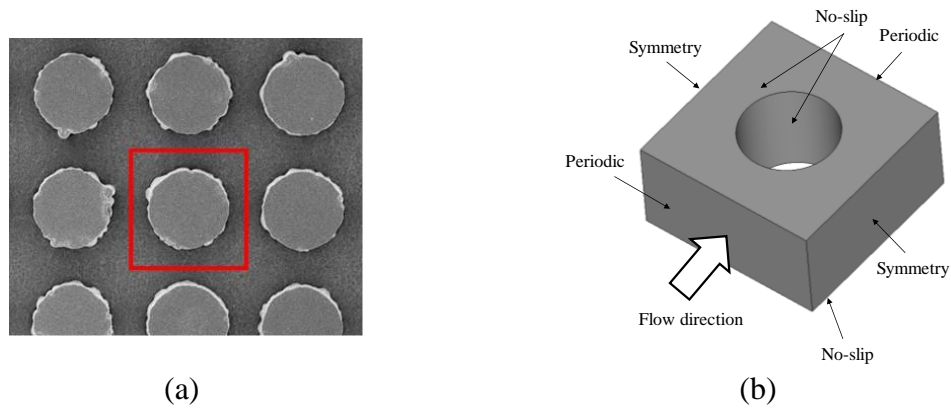 No-slip
Symmetry
Periodic
Periodic
Symmetry
Flow direction
No-slip
(a)
(b)